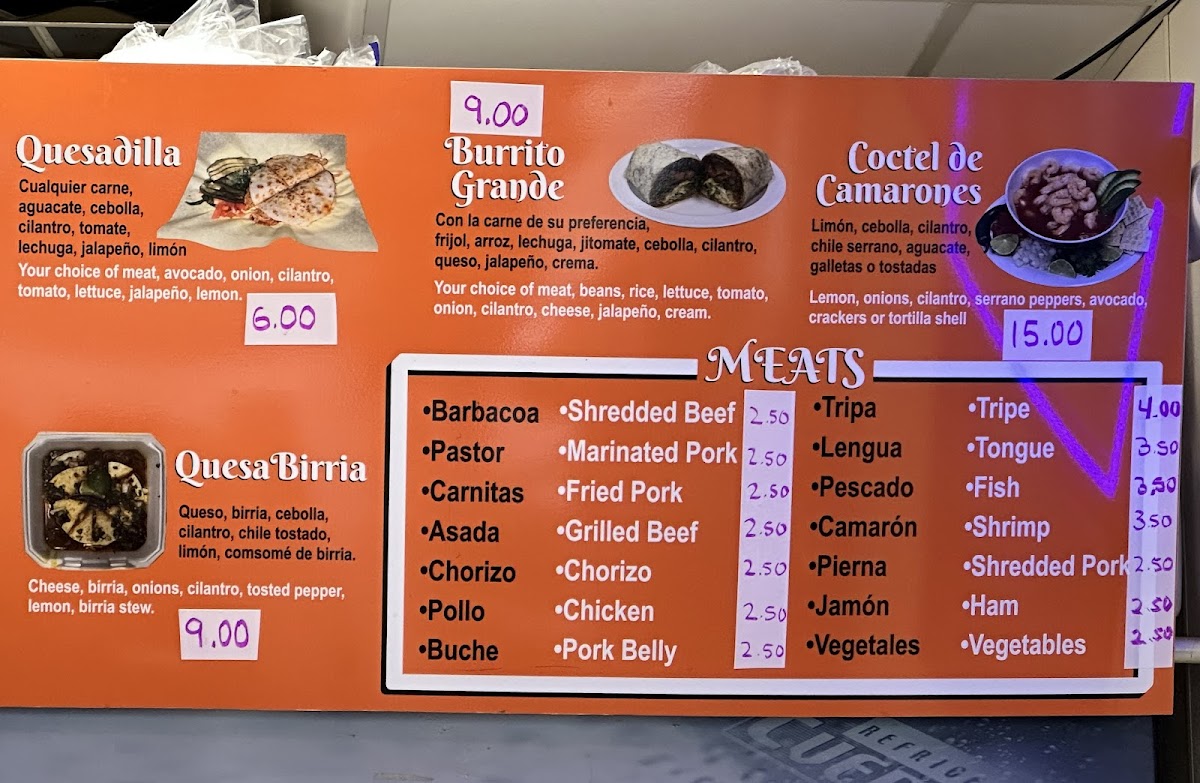 Quesadilla
Cualquier carne,
aguacate, cebolla,
cilantro, tomate,
lechuga, jalapeño, limón
Your choice of meat, avocado, onion, cilantro,
tomato, lettuce, jalapeño, lemon.
6.00
9.00
Burrito
Grande
Con la carne de su preferencia,
frijol, arroz, lechuga, jitomate, cebolla, cilantro,
queso, jalapeño, crema.
Your choice of meat, beans, rice, lettuce, tomato,
onion, cilantro, cheese, jalapeño, cream.
Coctel de
Camarones
Limón, cebolla, cilantro,
chile serrano, aguacate,
galletas o tostadas
Lemon, onions, cilantro, serrano peppers, avocado,
crackers or tortilla shell
15.00
QuesaBirria
Queso, birria, cebolla,
cilantro, chile tostado,
limón, comsomé de birria.
Cheese, birria, onions, cilantro, tosted pepper,
lemon, birria stew.
9.00
MEATS
•Barbacoa •Shredded Beef 2.50
•Pastor •Marinated Pork 2.50
•Carnitas •Fried Pork 2.50
•Asada •Grilled Beef 2.50
•Chorizo •Chorizo 2.50
•Pollo •Chicken 2.50
•Buche •Pork Belly 2.50
•Tripa •Tripe 4.00
•Lengua •Tongue 3.50
•Pescado •Fish 3.50
•Camarón •Shrimp 3.50
•Pierna •Shredded Pork 2.50
•Jamón •Ham 2.50
•Vegetales •Vegetables 2.50